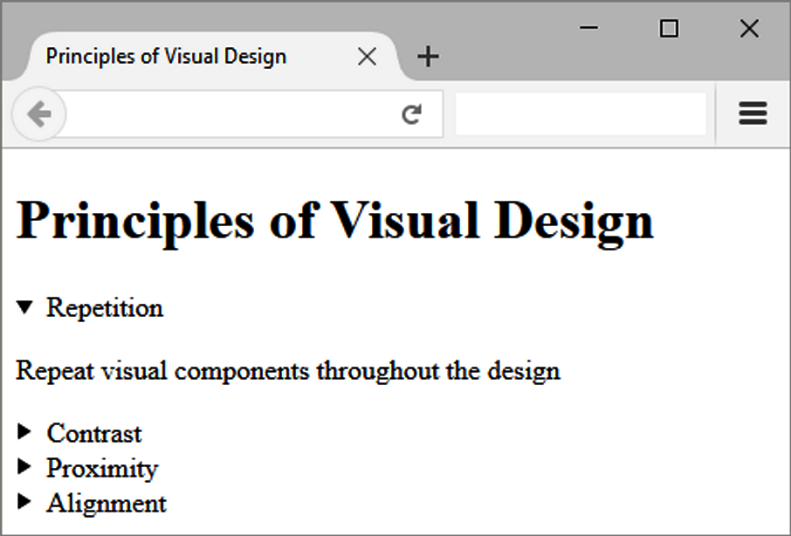 Principles of Visual Design
Principles of Visual Design
Repetition
Repeat visual components throughout the design
Contrast
Proximity
Alignment